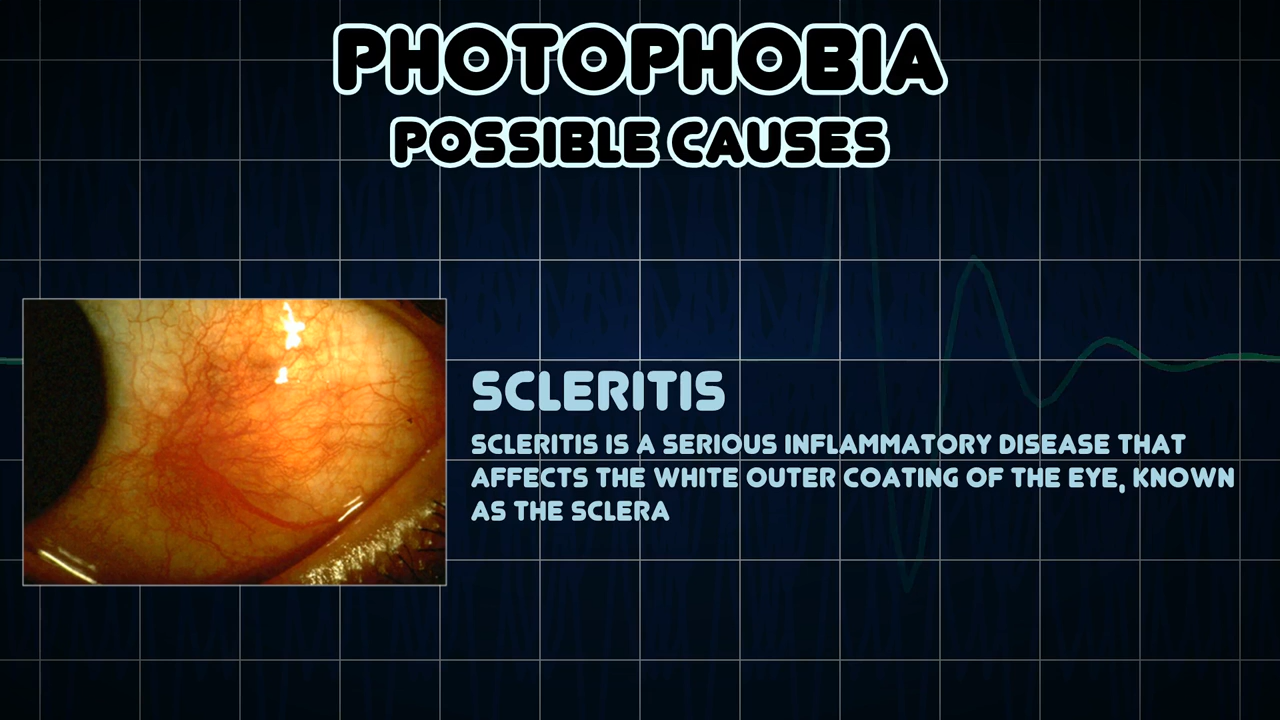 PHOTOPHOBIA
POSSIBLE CAUSES
SCLERITIS
SCLERITIS IS A SERIOUS INFLAMMATORY DISEASE THAT
AFFECTS THE WHITE OUTER COATING OF THE EYE, KNOWN
AS THE SCLERA